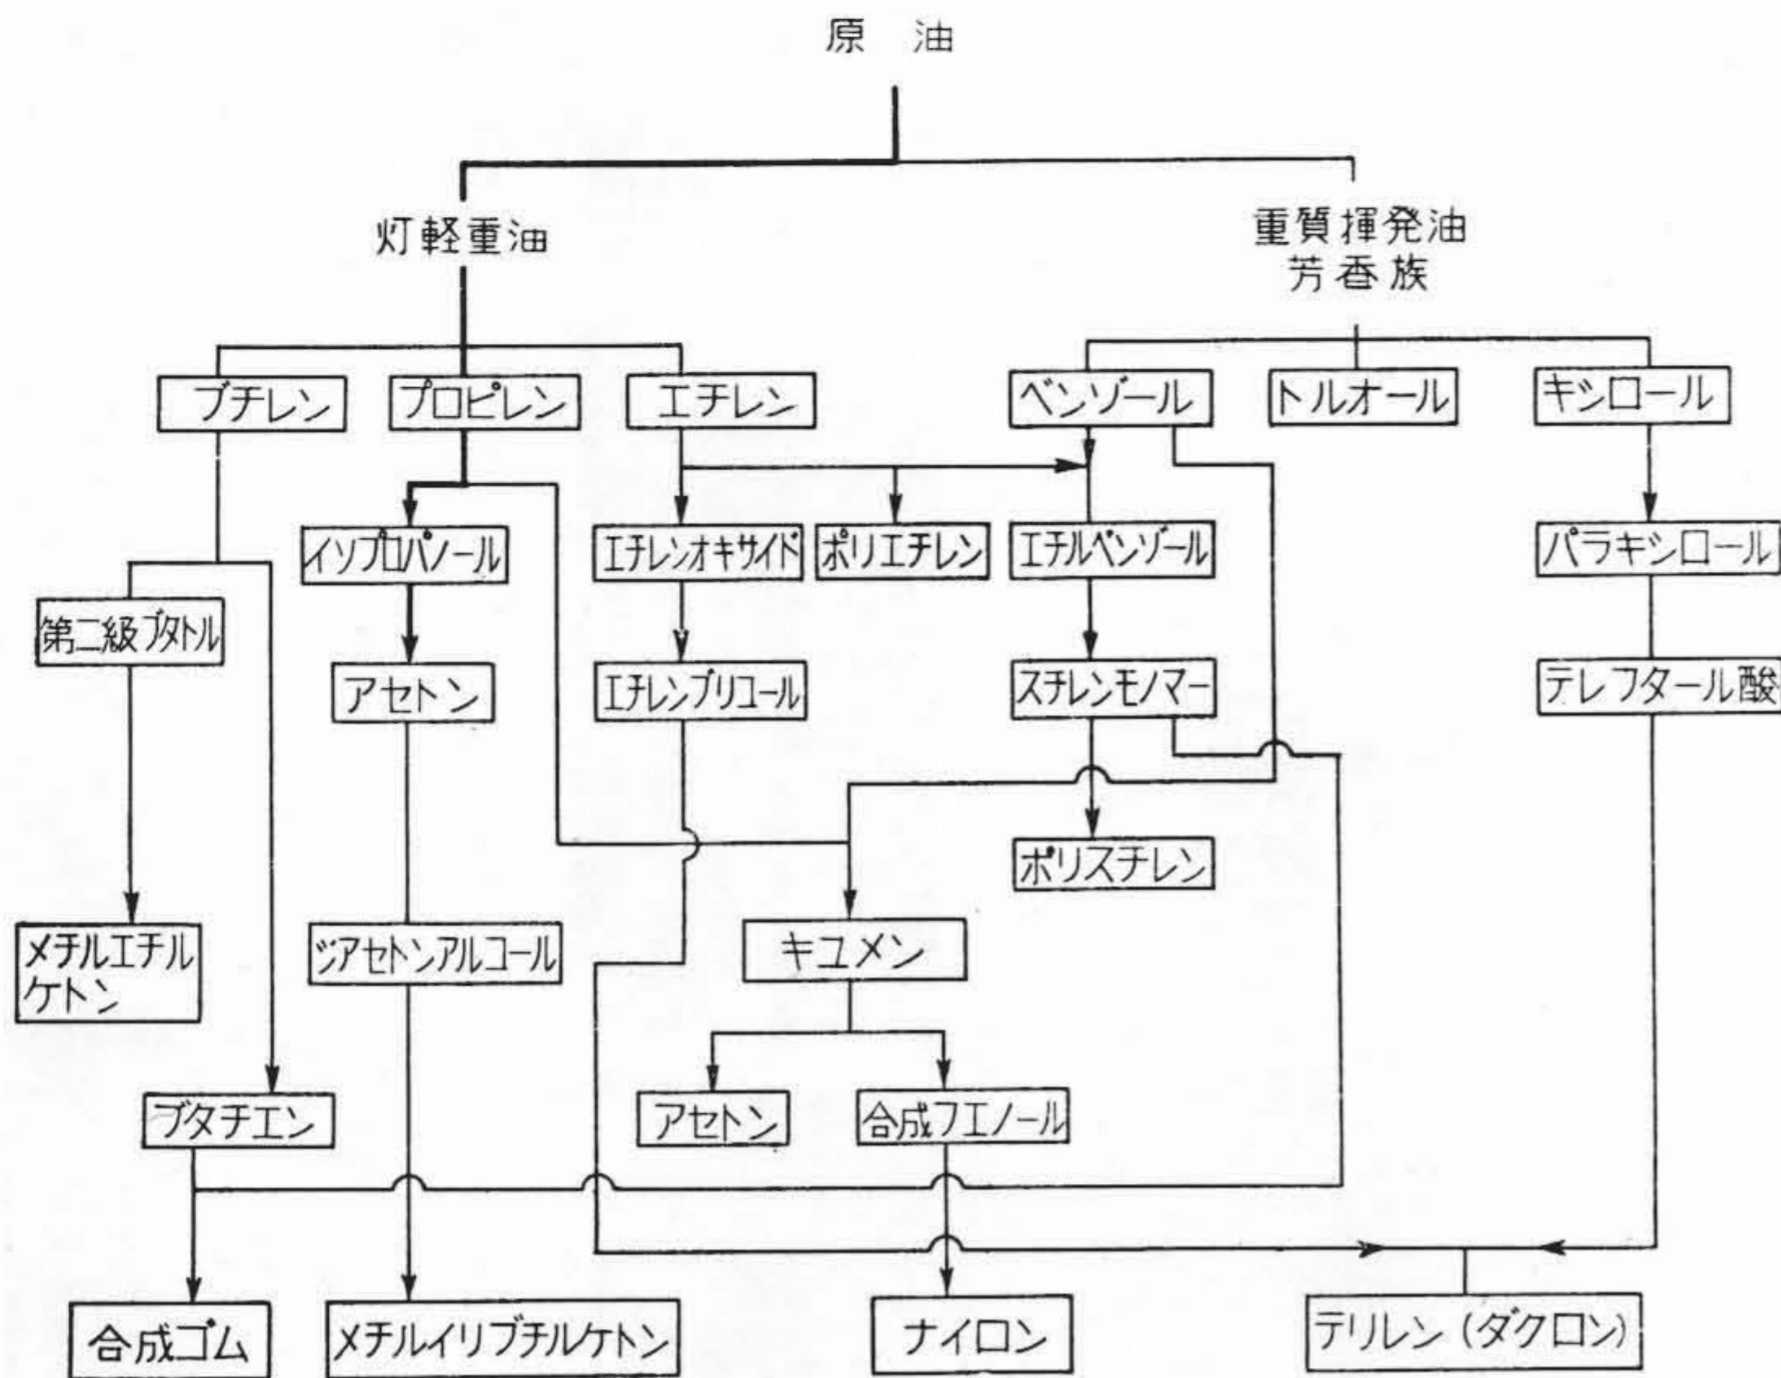 原油
灯軽重油
重質揮発油
芳香族
ブチレン
プロピレン
エチレン
ベンゾール
トルオール
キシロール
イソプロパノール
エチレンオキサイド
ポリエチレン
エチルベンゾール
パラキシロール
第二級ブタトル
アセトン
エチレンブリコール
スチレンモノマー
テレフタール酸
ポリスチレン
メチルエチル
ケトン
ジアセトンアルコール
キユメン
ブタチエン
アセトン
合成フエノール
合成ゴム
メチルイリブチルケトン
ナイロン
テリレン(ダクロン)